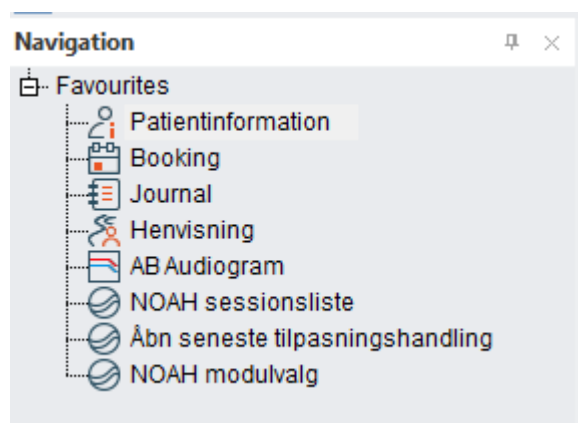 Navigation
Favourites
Patientinformation
Booking
Journal
Henvisning
AB Audiogram
NOAH sessionsliste
Åbn seneste tilpasningshandling
NOAH modulvalg